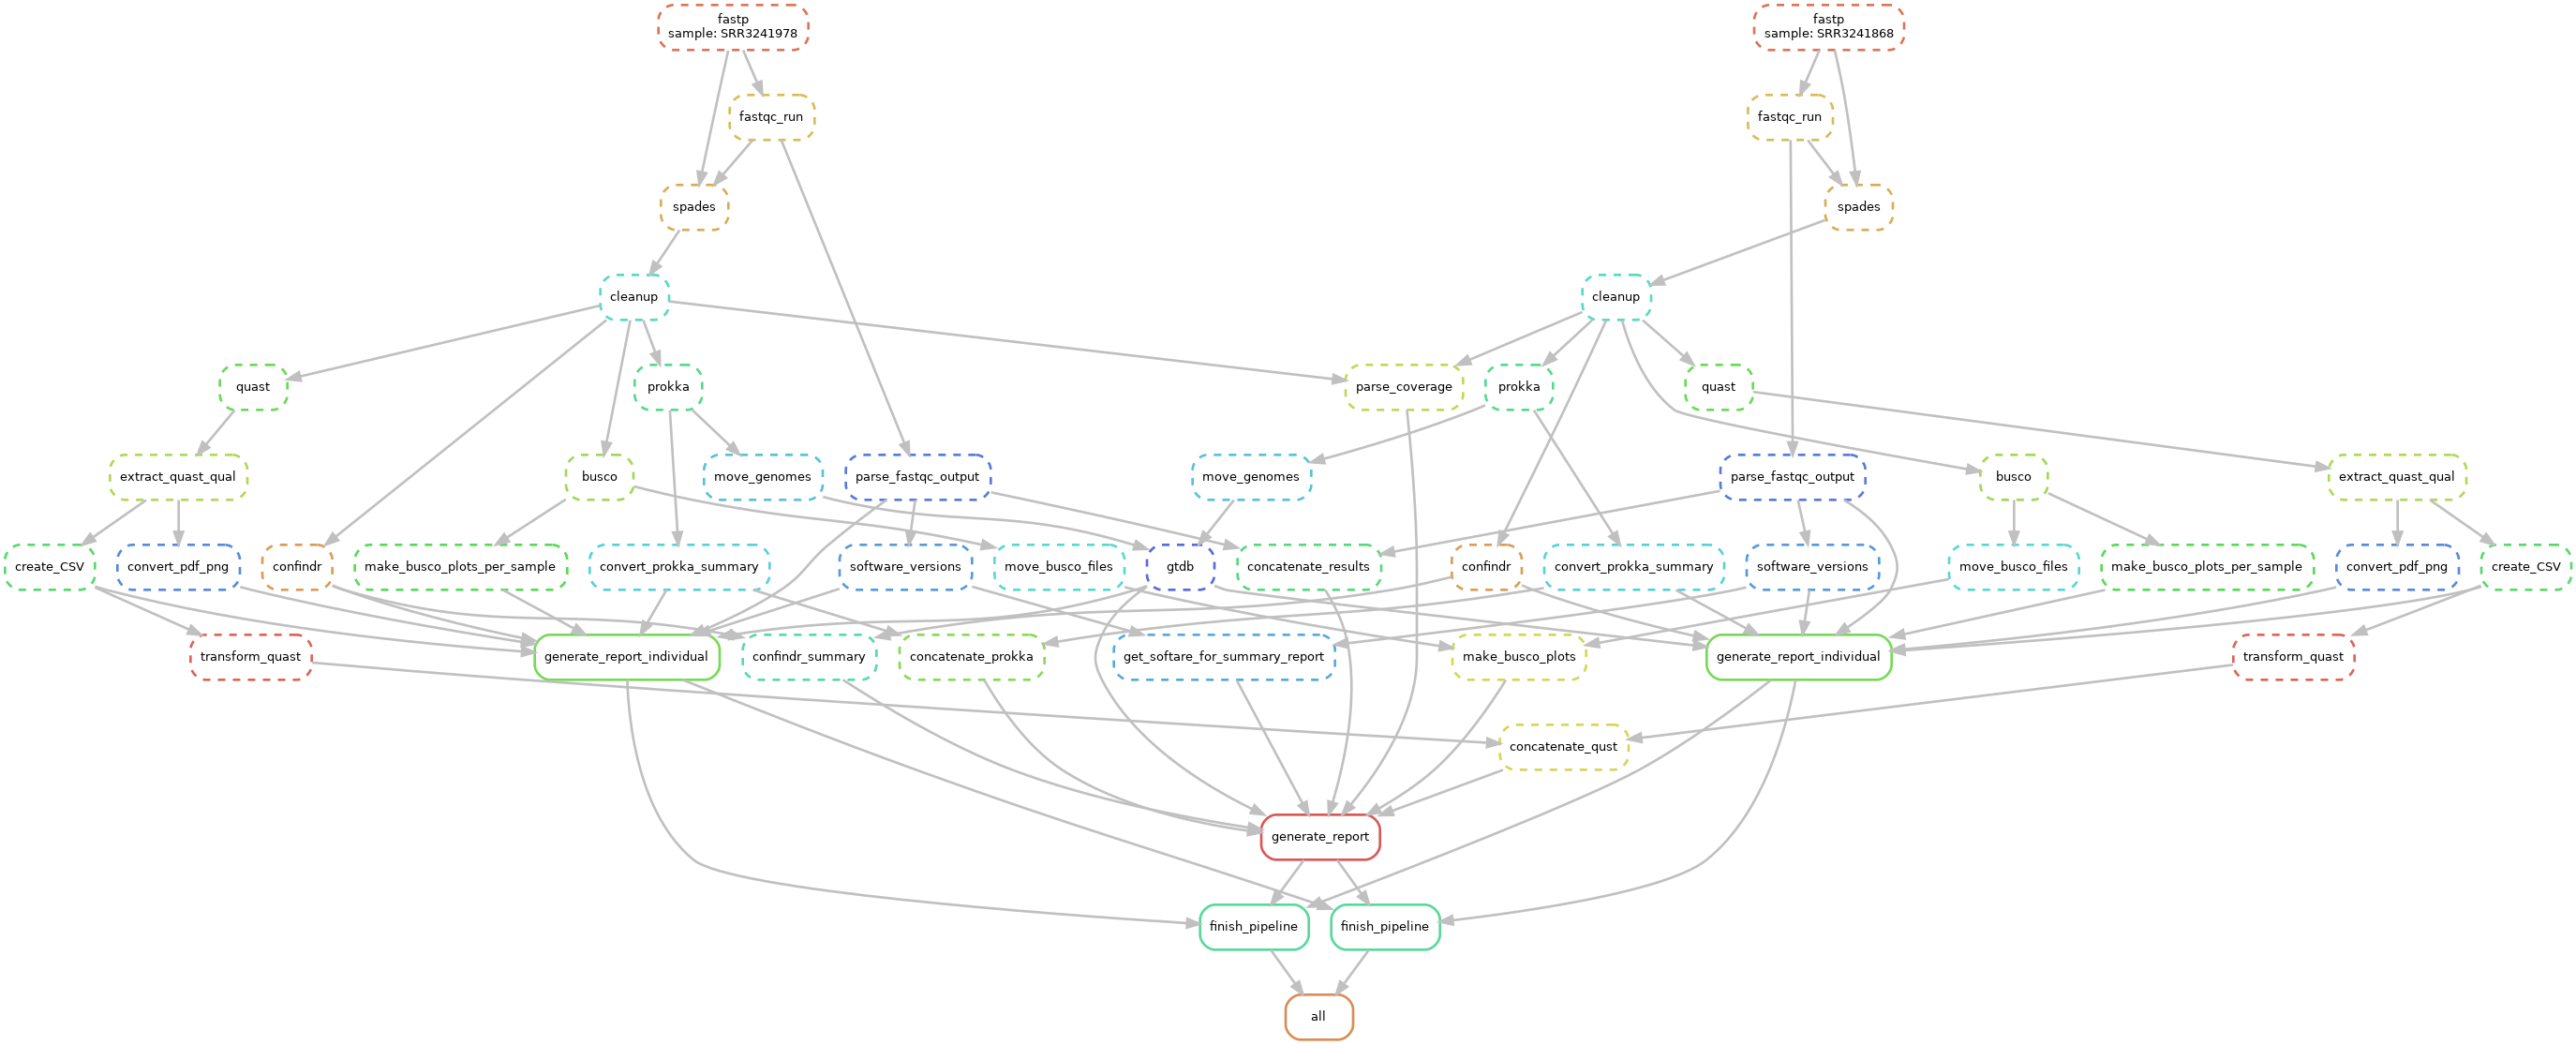 fastp
sample: SRR3241978
fastp
sample: SRR3241868
fastqc_run
fastqc_run
spades
spades
cleanup
cleanup
quast
prokka
parse_coverage
prokka
quast
extract_quast_qual
busco
move_genomes
parse_fastqc_output
move_genomes
parse_fastqc_output
busco
extract_quast_qual
create_CSV
convert_pdf_png
confindr
make_busco_plots_per_sample
convert_prokka_summary
software_versions
move_busco_files
gtdb
concatenate_results
confindr
convert_prokka_summary
software_versions
move_busco_files
make_busco_plots_per_sample
convert_pdf_png
create_CSV
transform_quast
generate_report_individual
confindr_summary
concatenate_prokka
get_softare_for_summary_report
make_busco_plots
generate_report_individual
transform_quast
concatenate_qust
generate_report
finish_pipeline
finish_pipeline
all